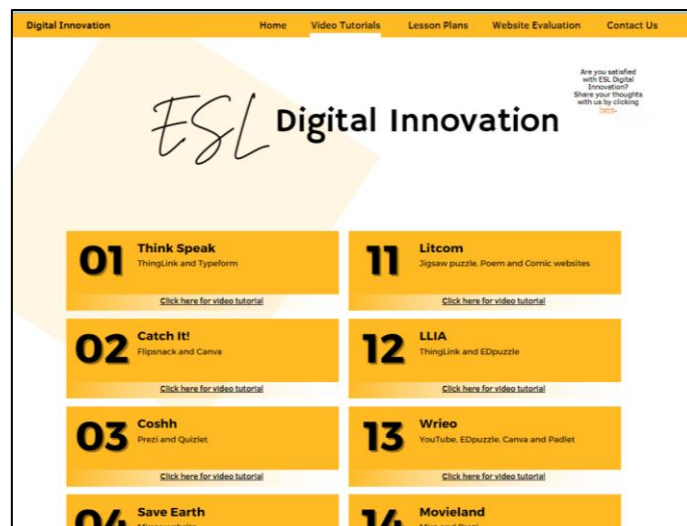 Digital Innovation Home Video Tutorials Lesson Plans Website Evaluation Contact Us
Are you satisfied
with ESL Digital
Innovation?
Share your thoughts
with us by clicking
here.
ESL Digital Innovation
01 Think Speak
ThingLink and Typeform
Click here for video tutorial
02 Catch It!
Flipsnack and Canva
Click here for video tutorial
03 Coshh
Prezi and Quizlet
Click here for video tutorial
04 Save Earth
11 Litcom
Jigsaw puzzle, Poem and Comic websites
Click here for video tutorial
12 LLIA
ThingLink and EDpuzzle
Click here for video tutorial
13 Wrieo
YouTube, EDpuzzle, Canva and Padlet
Click here for video tutorial
14 Movieland